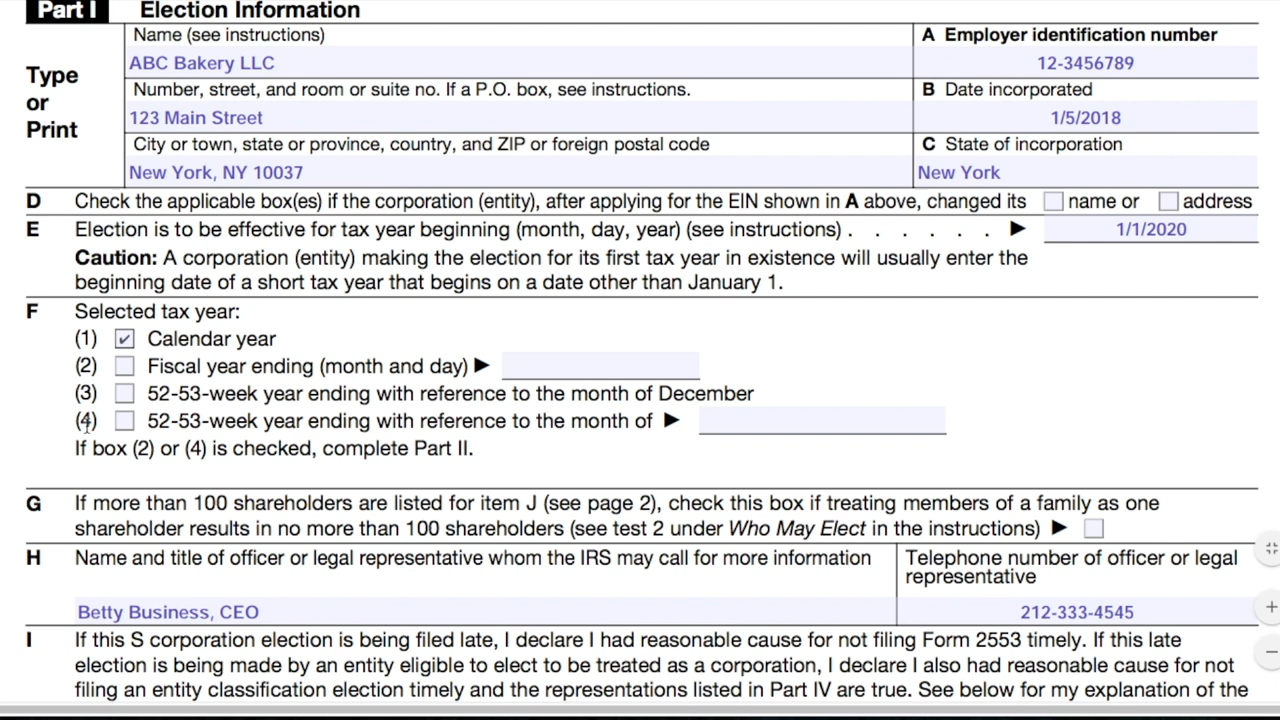 Part I Election Information
Name (see instructions)
A Employer identification number
ABC Bakery LLC
12-3456789
Type
or
Print
Number, street, and room or suite no. If a P.O. box, see instructions.
B Date incorporated
123 Main Street
1/5/2018
City or town, state or province, country, and ZIP or foreign postal code
C State of incorporation
New York, NY 10037
New York
D Check the applicable box(es) if the corporation (entity), after applying for the EIN shown in A above, changed its name or address
E Election is to be effective for tax year beginning (month, day, year) (see instructions) . . . . . . ▶ 1/1/2020
Caution: A corporation (entity) making the election for its first tax year in existence will usually enter the
beginning date of a short tax year that begins on a date other than January 1.
F Selected tax year:
(1) ✔ Calendar year
(2) Fiscal year ending (month and day) ▶
(3) 52-53-week year ending with reference to the month of December
(4) 52-53-week year ending with reference to the month of ▶
If box (2) or (4) is checked, complete Part II.
G If more than 100 shareholders are listed for item J (see page 2), check this box if treating members of a family as one
shareholder results in no more than 100 shareholders (see test 2 under Who May Elect in the instructions) ▶
H Name and title of officer or legal representative whom the IRS may call for more information
Telephone number of officer or legal
representative
Betty Business, CEO
212-333-4545
I If this S corporation election is being filed late, I declare I had reasonable cause for not filing Form 2553 timely. If this late
election is being made by an entity eligible to elect to be treated as a corporation, I declare I also had reasonable cause for not
filing an entity classification election timely and the representations listed in Part IV are true. See below for my explanation of the